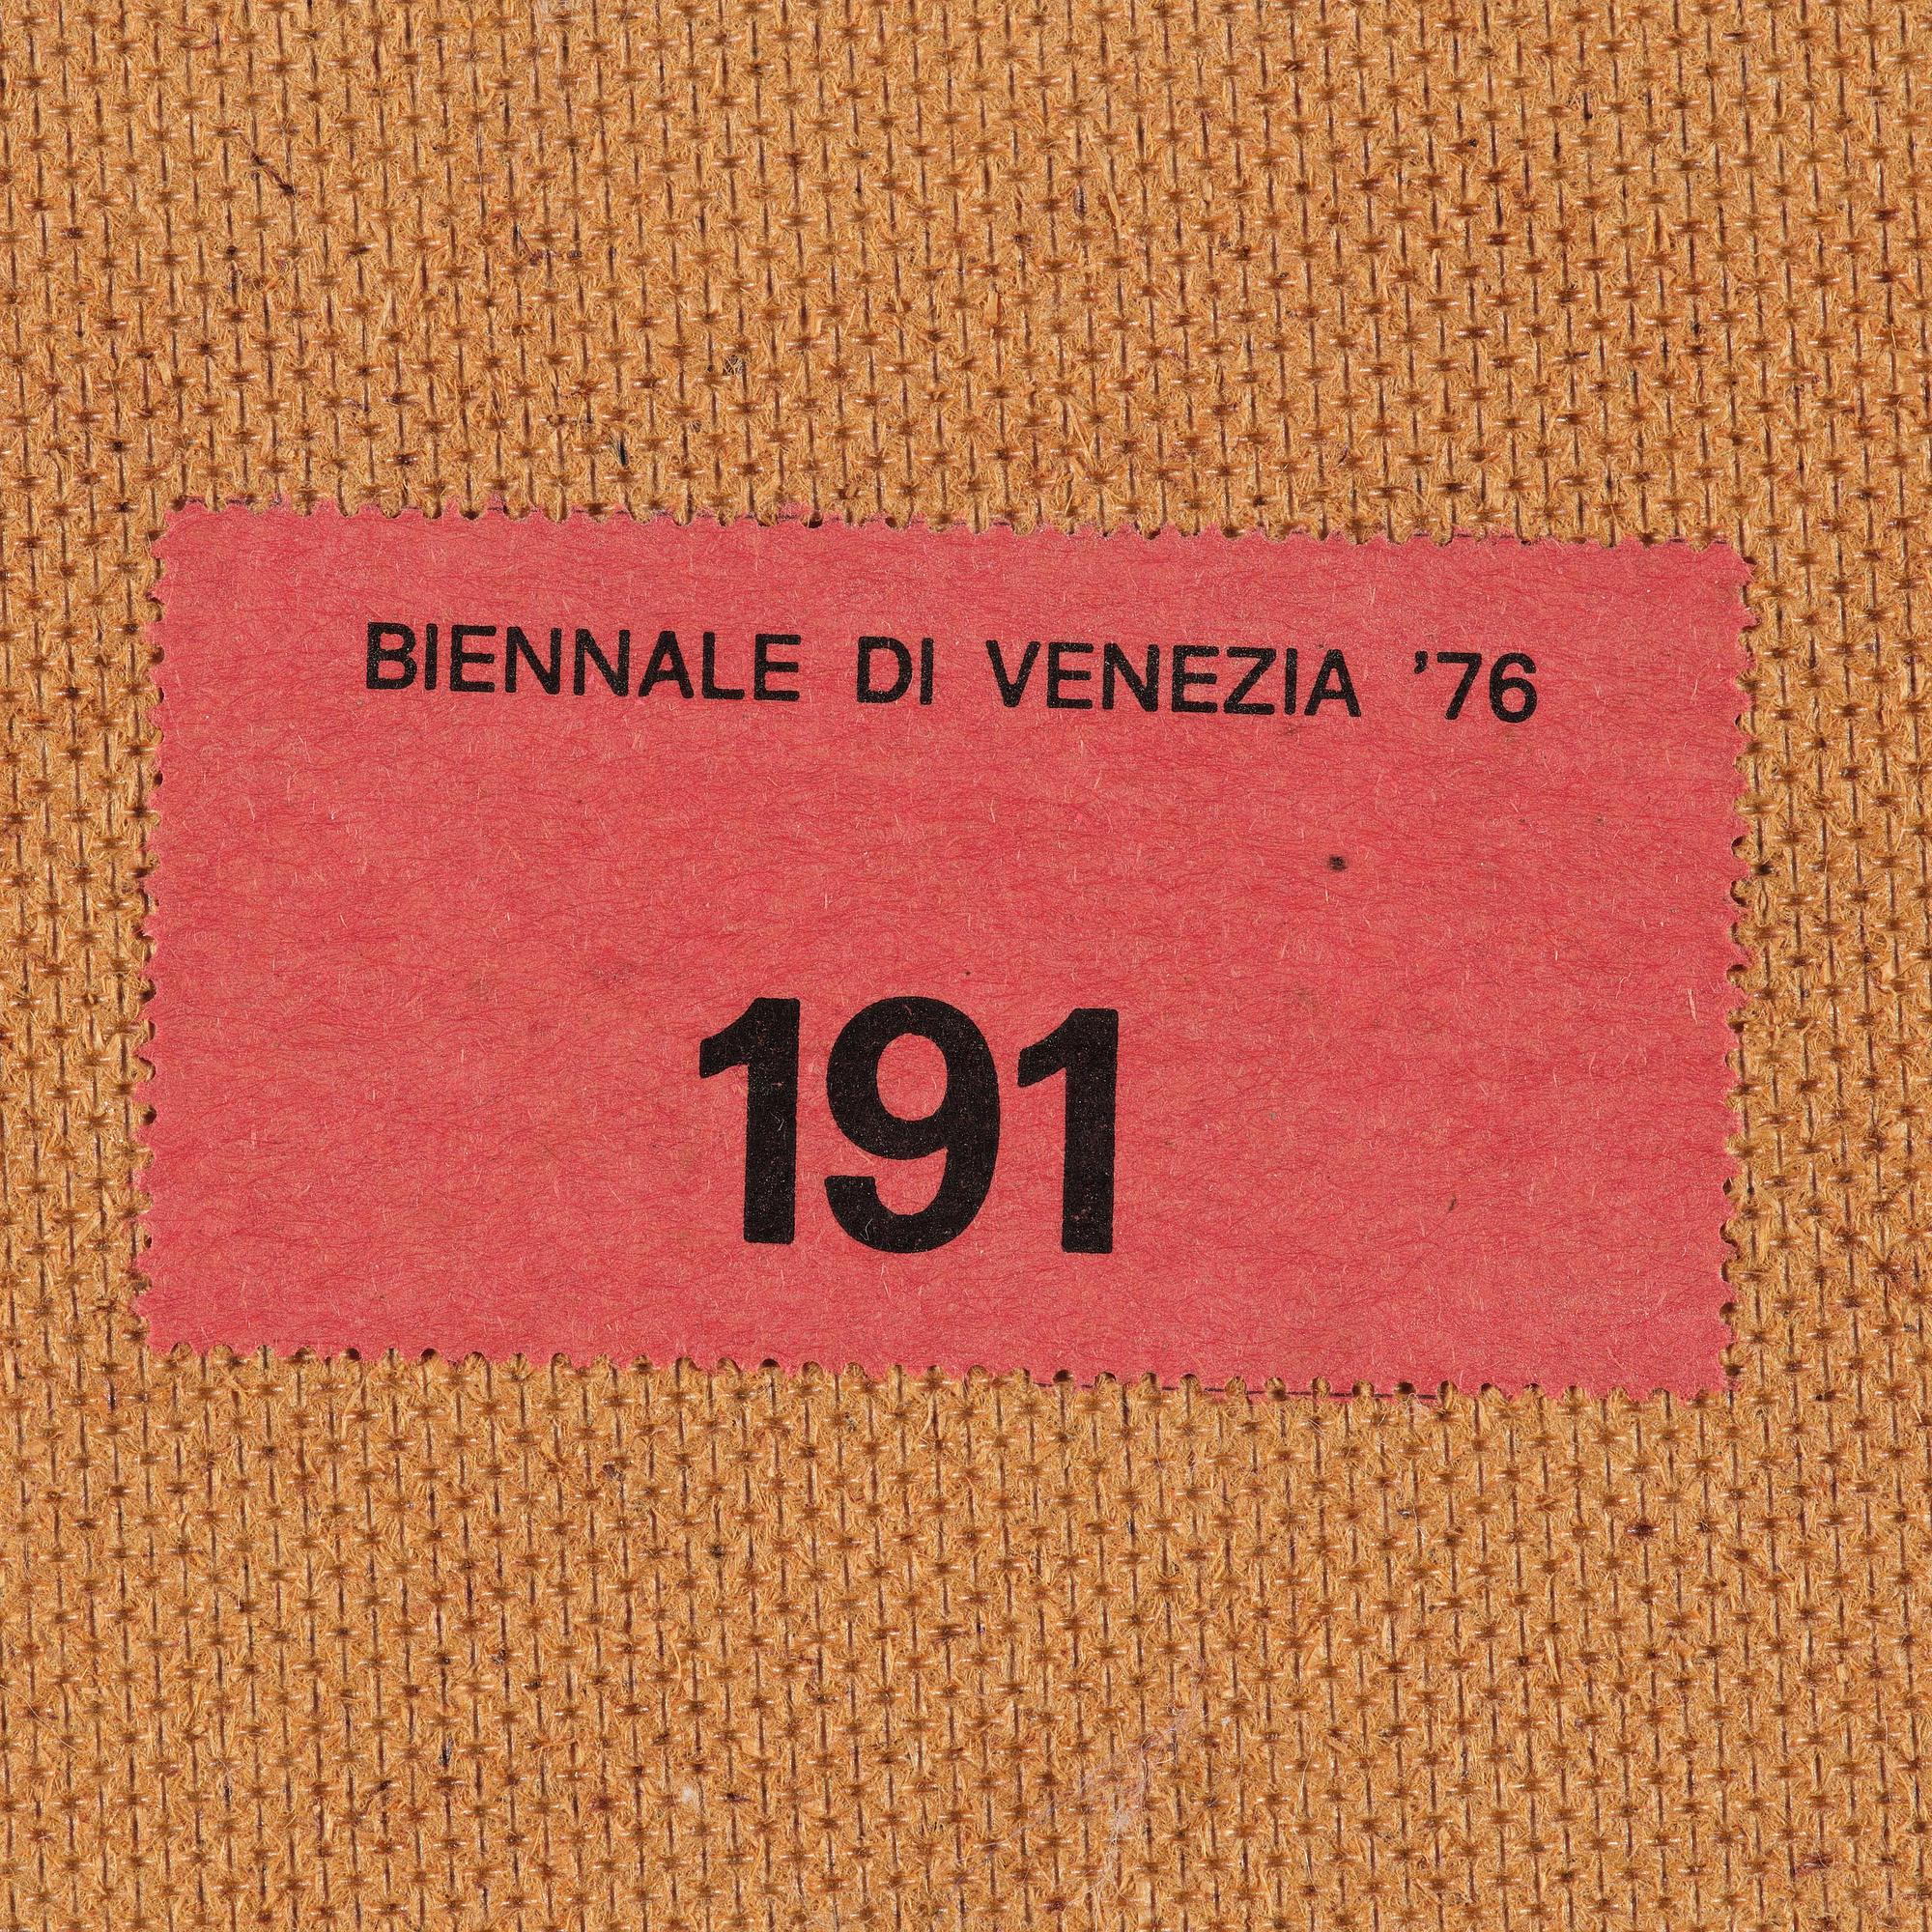 BIENNALE DI VENEZIA '76
191